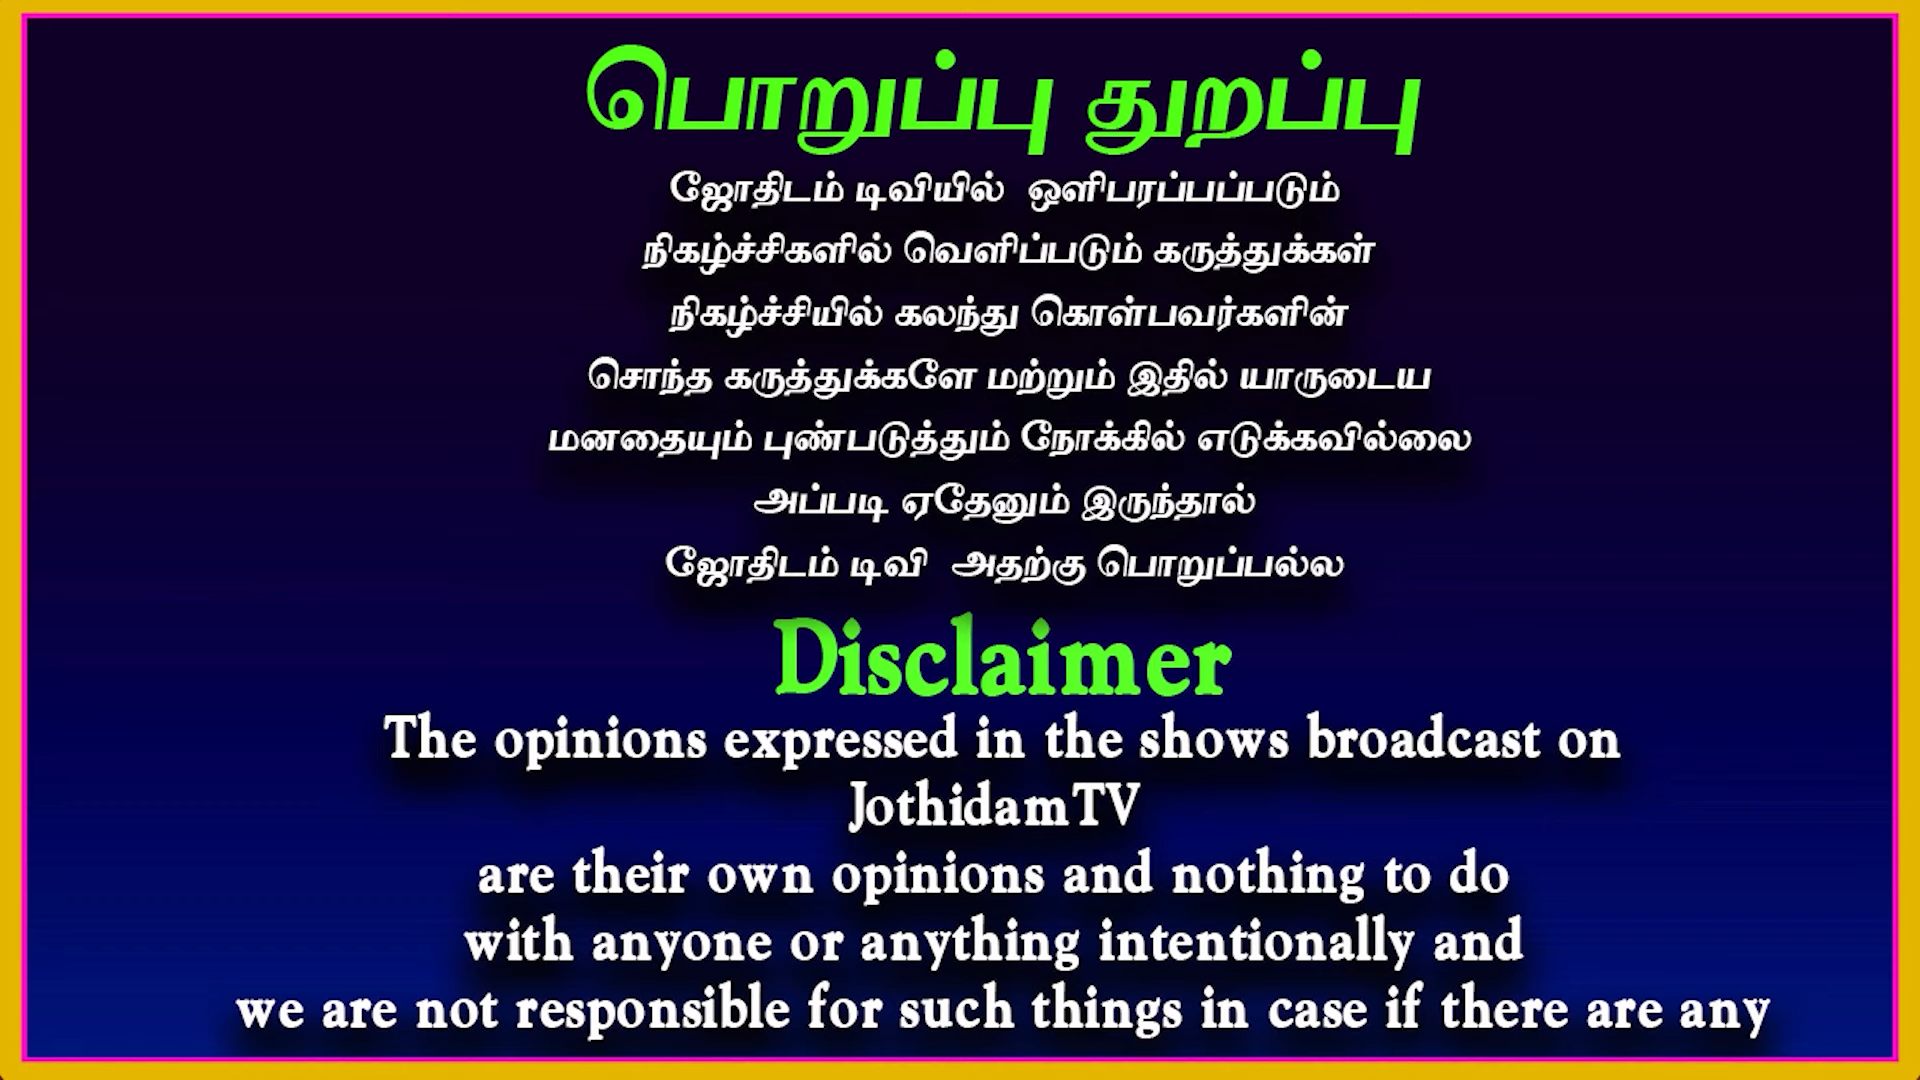 பொறுப்பு துறப்பு
ஜோதிடம் டிவியில் ஒளிபரப்பப்படும்
நிகழ்ச்சிகளில் வெளிப்படும் கருத்துக்கள்
நிகழ்ச்சியில் கலந்து கொள்பவர்களின்
சொந்த கருத்துக்களே மற்றும் இதில் யாருடைய
மனதையும் புண்படுத்தும் நோக்கில் எடுக்கவில்லை
அப்படி ஏதேனும் இருந்தால்
ஜோதிடம் டிவி அதற்கு பொறுப்பல்ல
Disclaimer
The opinions expressed in the shows broadcast on
JothidamTV
are their own opinions and nothing to do
with anyone or anything intentionally and
we are not responsible for such things in case if there are any